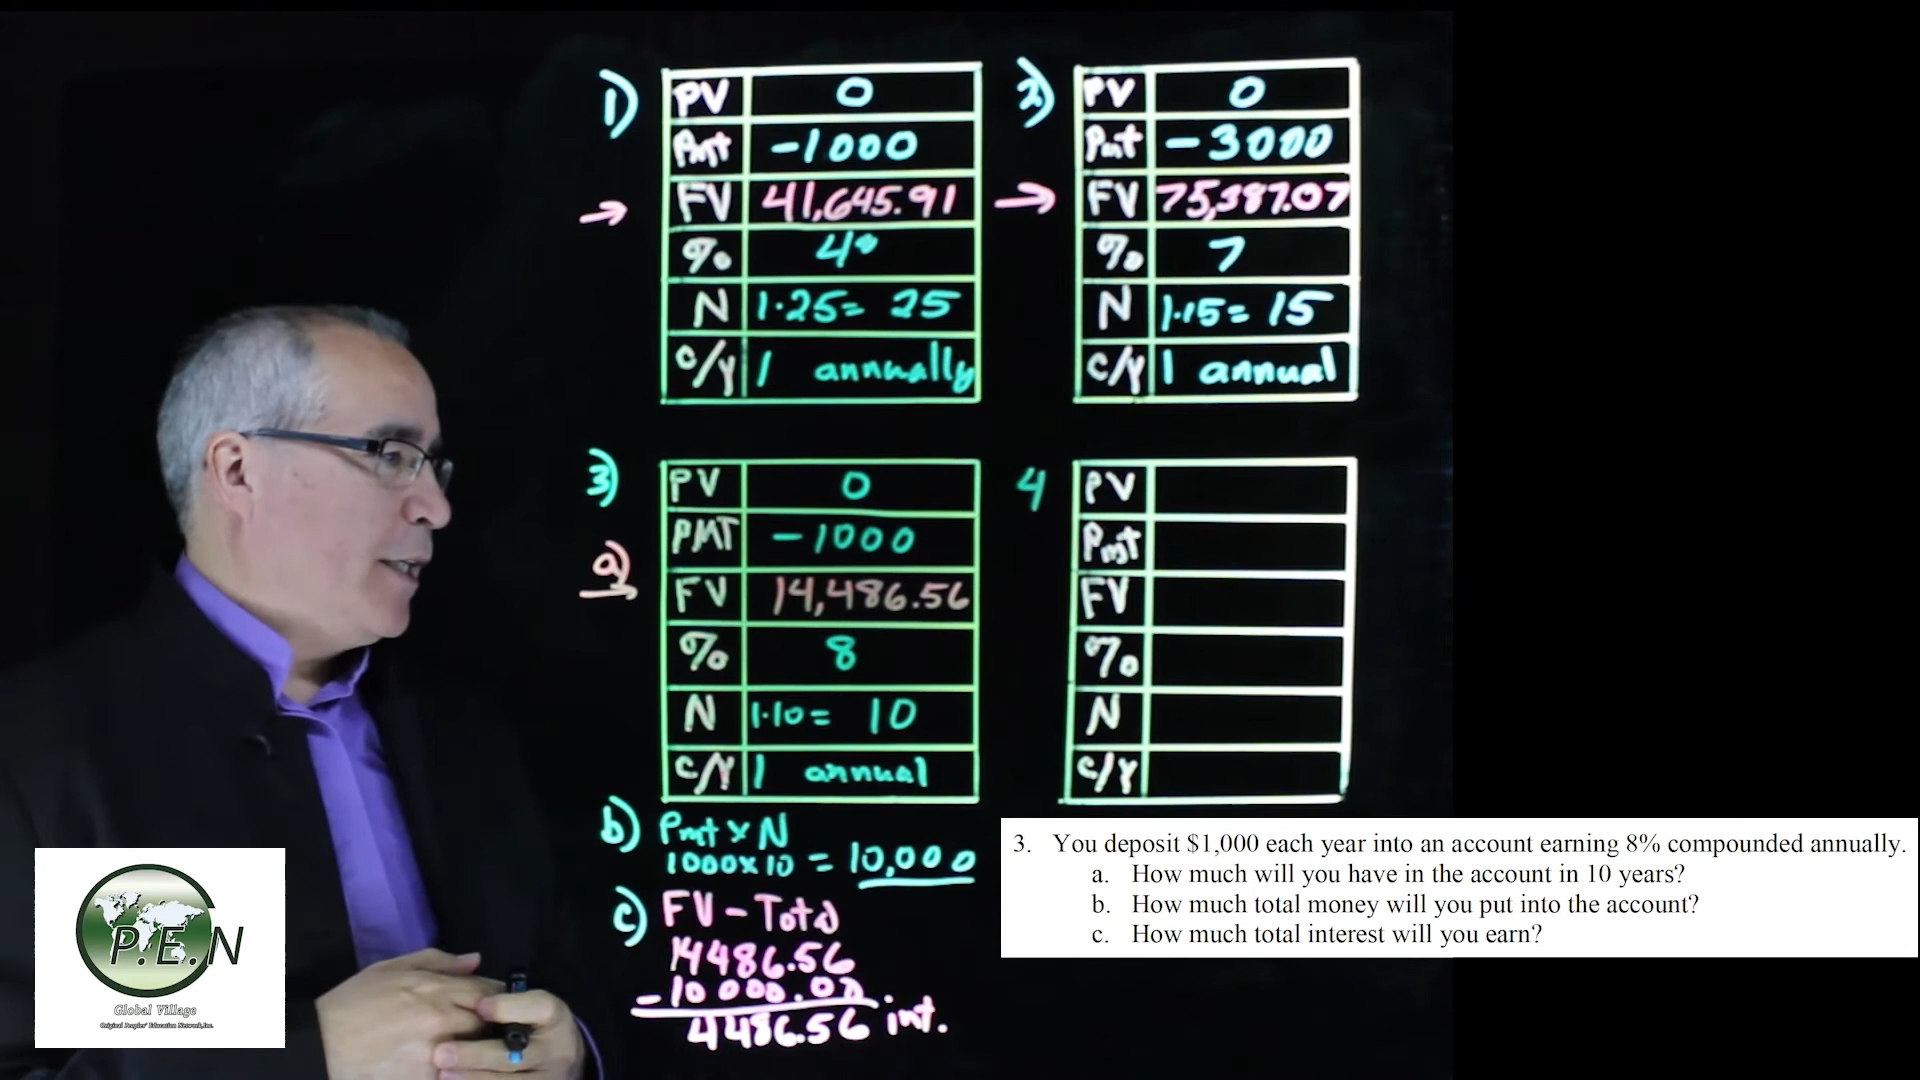 1)
PV 0
Pmt -1000
→ FV 41,645.91
% 4
N 1·25= 25
C/Y 1 annually
2)
PV 0
Pmt -3000
→ FV 75,387.07
% 7
N 1·15= 15
C/Y 1 annual
3)
PV 0
PMT -1000
a) FV 14,486.56
% 8
N 1·10= 10
C/Y 1 annual
b) Pmt x N
1000x10 = 10,000
c) FV - Total
14486.56
- 10000.00
4486.56 int.
4
PV
Pmt
FV
%
N
C/Y
3. You deposit $1,000 each year into an account earning 8% compounded annually.
a. How much will you have in the account in 10 years?
b. How much total money will you put into the account?
c. How much total interest will you earn?
P.E.N
Global Village
Original Peoples' Education Network, Inc.